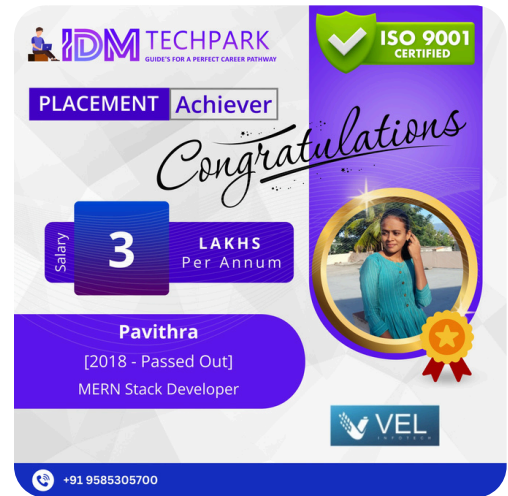 IDM TECHPARK
GUIDE'S FOR A PERFECT CAREER PATHWAY
ISO 9001
CERTIFIED
PLACEMENT Achiever
Congratulations
Salary
3
LAKHS
Per Annum
Pavithra
[2018 - Passed Out]
MERN Stack Developer
VEL
INFOTECH
+91 9585305700